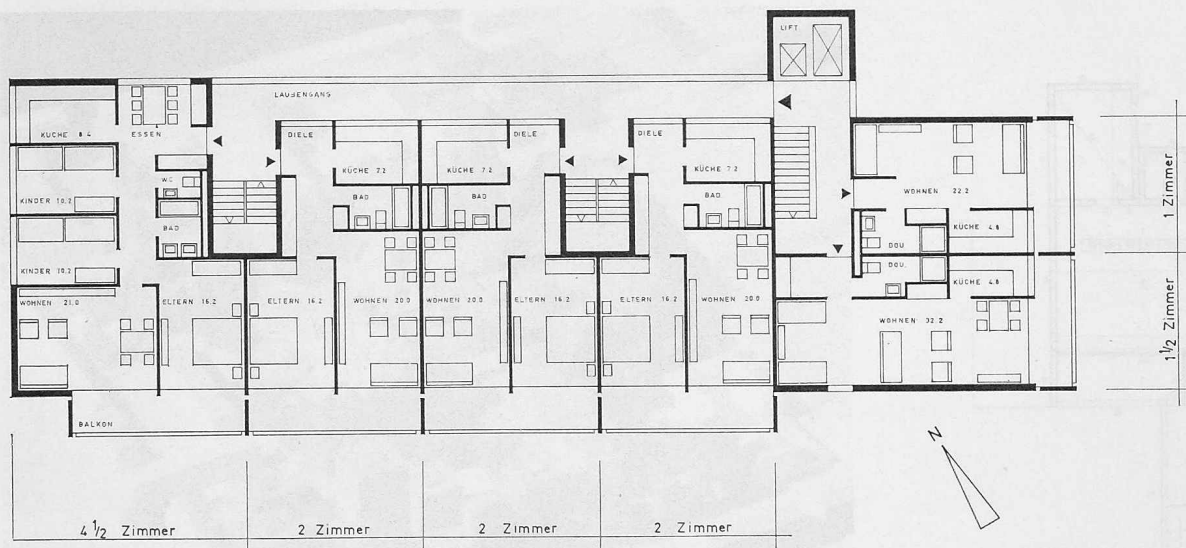 LIFT
LAUBENGANG
KÜCHE 8.4
ESSEN
DIELE
DIELE
DIELE
KÜCHE 7.2
KÜCHE 7.2
KÜCHE 7.2
WC
BAD
BAD
BAD
BAD
KINDER 10.2
KINDER 10.2
WOHNEN 22.2
KÜCHE 4.8
DOU
DOU.
KÜCHE 4.8
WOHNEN 21.0
ELTERN 16.2
ELTERN 16.2
WOHNEN 20.0
WOHNEN 20.0
ELTERN 16.2
ELTERN 16.2
WOHNEN 20.0
WOHNEN 32.2
BALKON
N
1 Zimmer
1 1/2 Zimmer
4 1/2 Zimmer
2 Zimmer
2 Zimmer
2 Zimmer